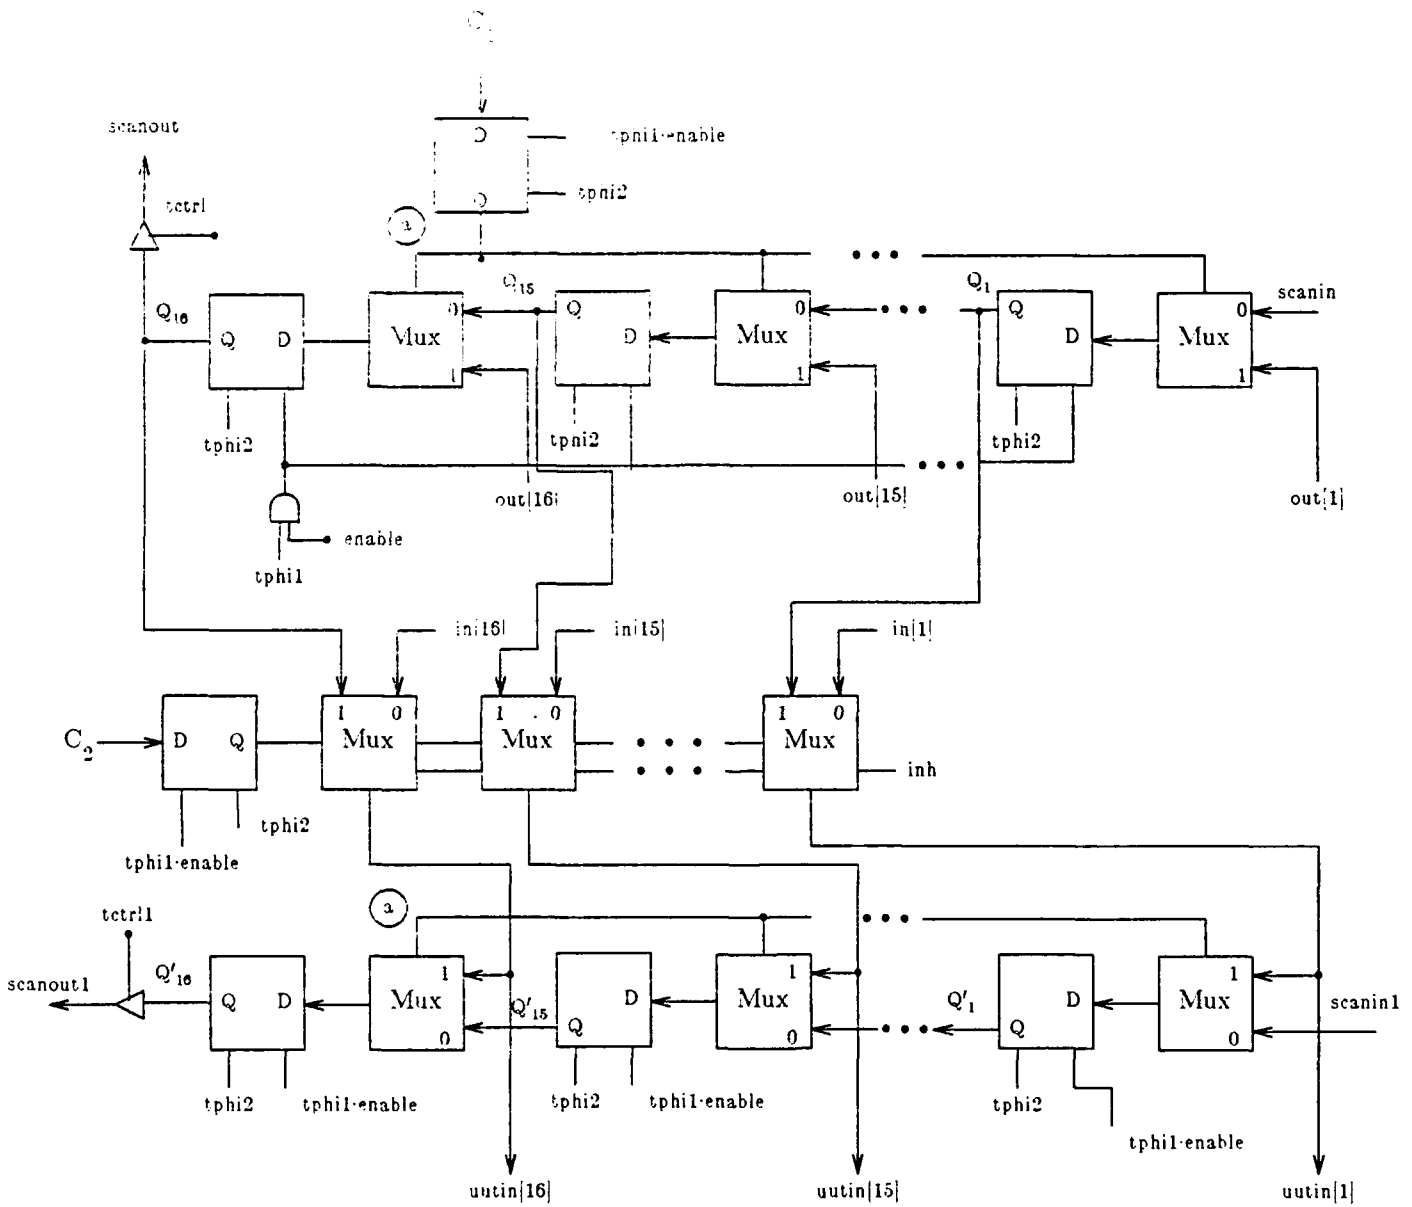 scanout
D
tphi1·enable
tctrl
Q
tphi2
a
Q₁₆
Q₁₅
Q₁
scanin
Q D
Mux
0
1
Q
D
Mux
0
1
Q
D
Mux
0
1
tphi2
tphi2
tphi2
out[16]
out[15]
out[1]
enable
tphi1
in[16]
in[15]
in[1]
C₂
D Q
1 0
Mux
1 0
Mux
1 0
Mux
inh
tphi2
tphi1·enable
tctrl1
a
scanout1
Q'₁₆
Q D
Mux
1
0
Q'₁₅
D
Q
Mux
1
0
Q'₁
D
Q
Mux
1
0
scanin1
tphi2
tphi1·enable
tphi2
tphi1·enable
tphi2
tphi1·enable
uutin[16]
uutin[15]
uutin[1]